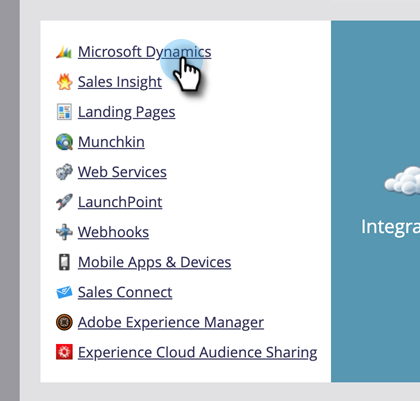 Microsoft Dynamics
Sales Insight
Landing Pages
Munchkin
Web Services
LaunchPoint
Webhooks
Mobile Apps & Devices
Sales Connect
Adobe Experience Manager
Experience Cloud Audience Sharing
Integra